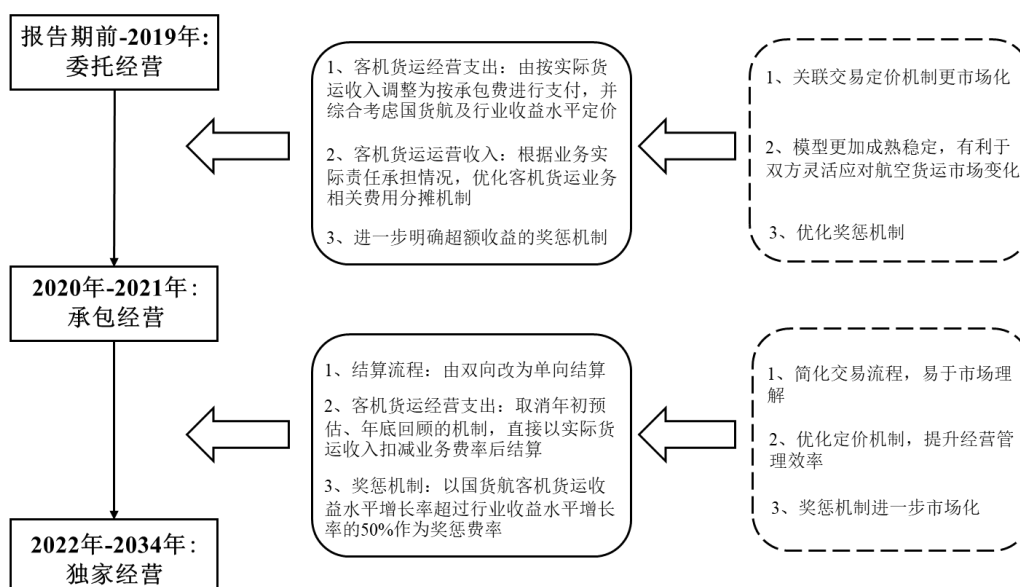 报告期前-2019年：
委托经营
1、客机货运经营支出：由按实际货
运收入调整为按承包费进行支付，并
综合考虑国货航及行业收益水平定价
2、客机货运运营收入：根据业务实
际责任承担情况，优化客机货运业务
相关费用分摊机制
3、进一步明确超额收益的奖惩机制
1、关联交易定价机制更市场化
2、模型更加成熟稳定，有利于
双方灵活应对航空货运市场变化
3、优化奖惩机制
2020年-2021年：
承包经营
1、结算流程：由双向改为单向结算
2、客机货运经营支出：取消年初预
估、年底回顾的机制，直接以实际货
运收入扣减业务费率后结算
3、奖惩机制：以国货航客机货运收
益水平增长率超过行业收益水平增长
率的50%作为奖惩费率
1、简化交易流程，易于市场理
解
2、优化定价机制，提升经营管
理效率
3、奖惩机制进一步市场化
2022年-2034年：
独家经营